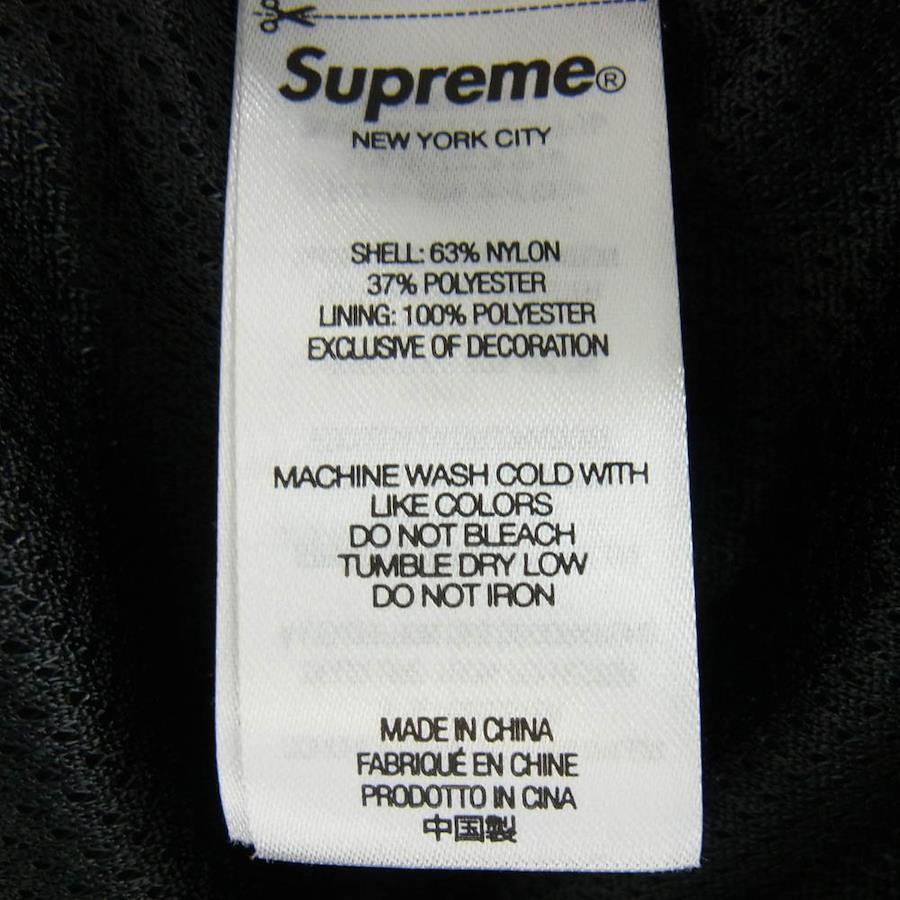 Supreme®
NEW YORK CITY
SHELL: 63% NYLON
37% POLYESTER
LINING: 100% POLYESTER
EXCLUSIVE OF DECORATION
MACHINE WASH COLD WITH
LIKE COLORS
DO NOT BLEACH
TUMBLE DRY LOW
DO NOT IRON
MADE IN CHINA
FABRIQUÉ EN CHINE
PRODOTTO IN CINA
中国製